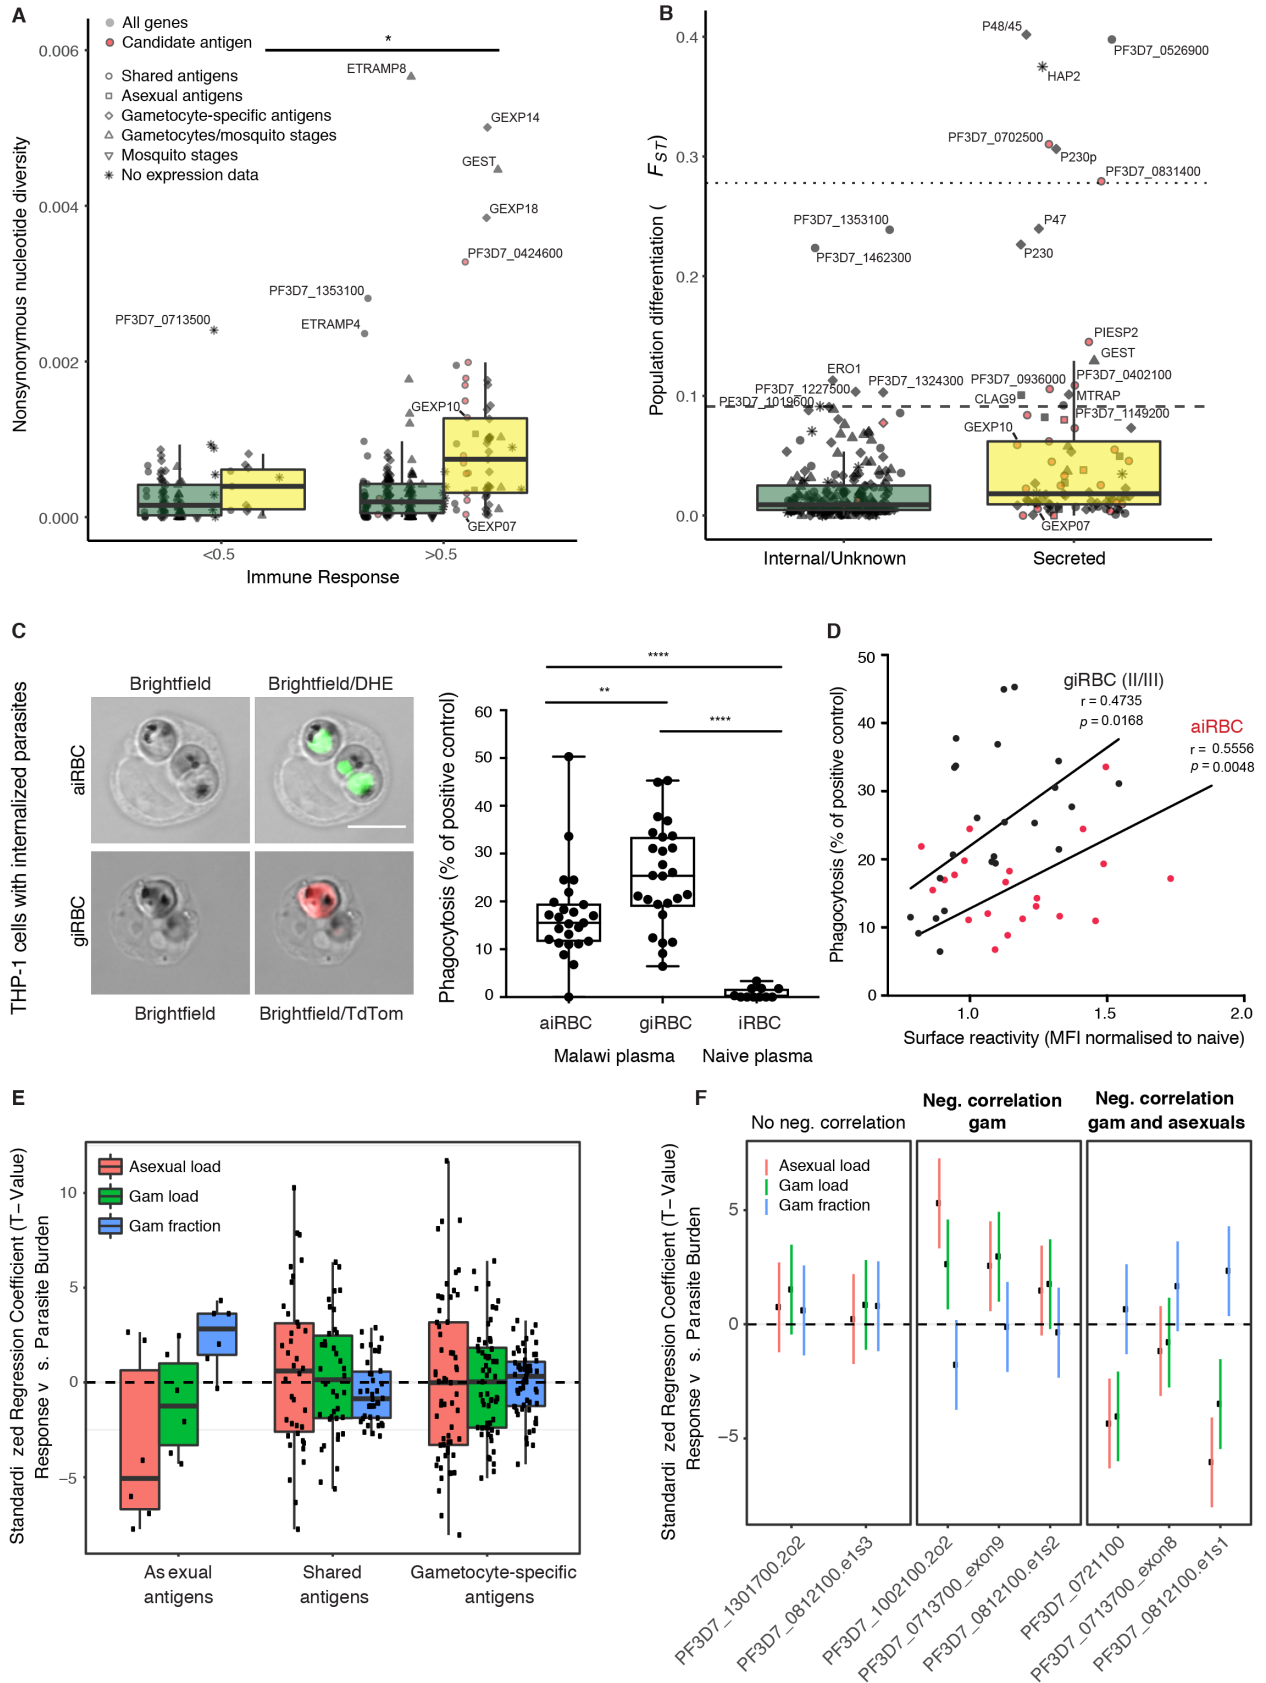 A
All genes
Candidate antigen
Shared antigens
Asexual antigens
Gametocyte-specific antigens
Gametocytes/mosquito stages
Mosquito stages
No expression data
*
0.006
0.004
0.002
0.000
Nonsynonymous nucleotide diversity
ETRAMP8
GEXP14
GEST
GEXP18
PF3D7_0424600
PF3D7_1353100
ETRAMP4
PF3D7_0713500
GEXP10
GEXP07
<0.5
>0.5
Immune Response
B
Population differentiation ( FST)
0.4
0.3
0.2
0.1
0.0
P48/45
PF3D7_0526900
HAP2
PF3D7_0702500
P230p
PF3D7_0831400
PF3D7_1353100
P47
PF3D7_1462300
P230
PIESP2
GEST
ERO1
PF3D7_1324300
PF3D7_0936000
PF3D7_0402100
PF3D7_1227500
PF3D7_1019600
CLAG9
MTRAP
PF3D7_1149200
GEXP10
GEXP07
Internal/Unknown
Secreted
C
THP-1 cells with internalized parasites
Brightfield
Brightfield/DHE
aiRBC
giRBC
Brightfield
Brightfield/TdTom
Phagocytosis (% of positive control)
60
50
40
30
20
10
0
****
**
****
aiRBC
giRBC
iRBC
Malawi plasma
Naive plasma
D
Phagocytosis (% of positive control)
50
40
30
20
10
0
giRBC (II/III)
r = 0.4735
p = 0.0168
aiRBC
r = 0.5556
p = 0.0048
1.0
1.5
2.0
Surface reactivity (MFI normalised to naive)
E
Standardi zed Regression Coefficient (T−Value)
Response v s. Parasite Burden
Asexual load
Gam load
Gam fraction
10
5
0
−5
As exual
antigens
Shared
antigens
Gametocyte-specific
antigens
F
No neg. correlation
Neg. correlation
gam
Neg. correlation
gam and asexuals
Standardi zed Regression Coefficient (T−Value)
Response v s. Parasite Burden
Asexual load
Gam load
Gam fraction
5
0
−5
PF3D7_1301700.2o2
PF3D7_0812100.e1s3
PF3D7_1002100.2o2
PF3D7_0713700_exon9
PF3D7_0812100.e1s2
PF3D7_0721100
PF3D7_0713700_exon8
PF3D7_0812100.e1s1